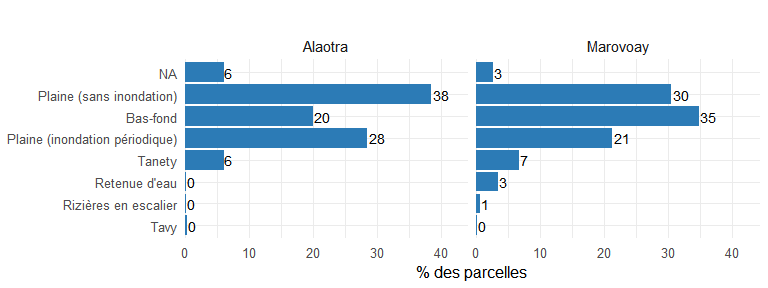 Alaotra Marovoay
NA 6 3
Plaine (sans inondation) 38 30
Bas-fond 20 35
Plaine (inondation périodique) 28 21
Tanety 6 7
Retenue d'eau 0 3
Rizières en escalier 0 1
Tavy 0 0
0 10 20 30 40 0 10 20 30 40
% des parcelles